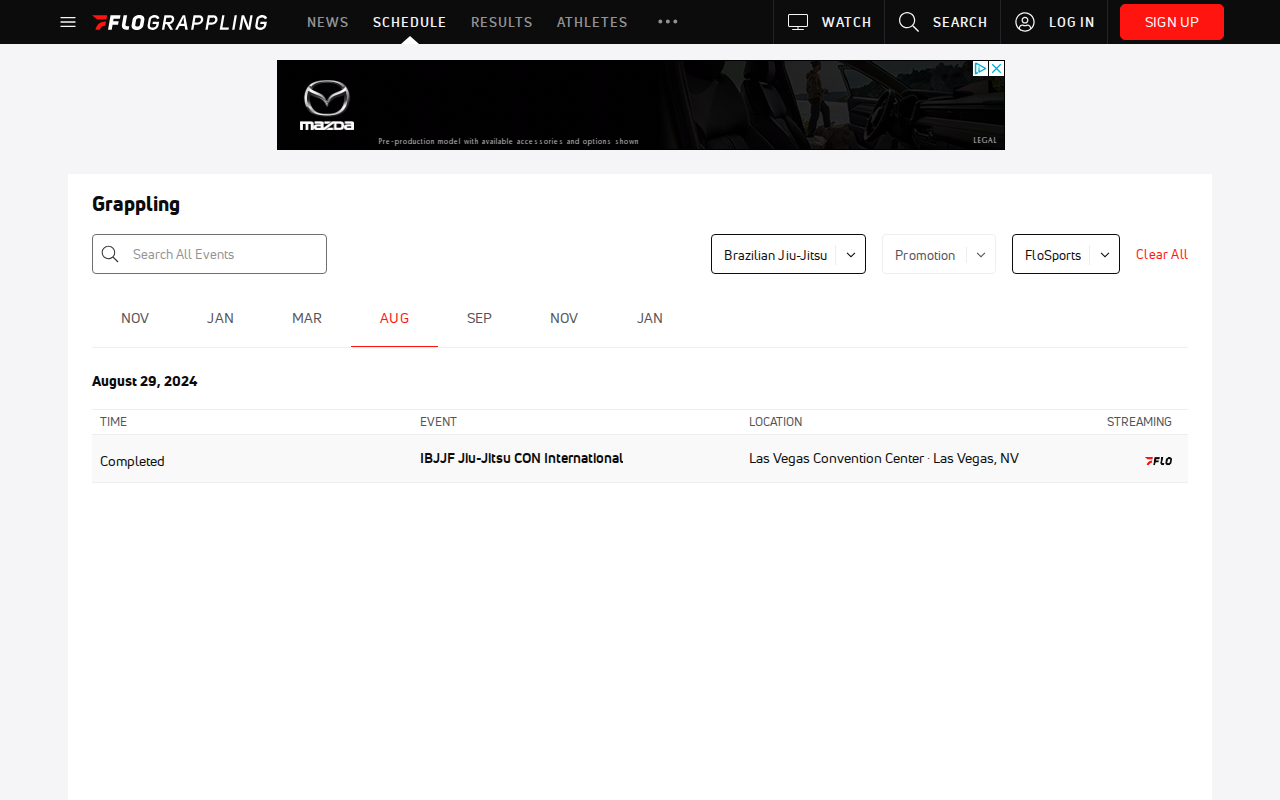 FLOGRAPPLING NEWS SCHEDULE RESULTS ATHLETES WATCH SEARCH LOG IN SIGN UP
mazda
Pre-production model with available accessories and options shown
LEGAL
Grappling
Search All Events
Brazilian Jiu-Jitsu
Promotion
FloSports
Clear All
NOV JAN MAR AUG SEP NOV JAN
August 29, 2024
TIME EVENT LOCATION STREAMING
Completed IBJJF Jiu-Jitsu CON International Las Vegas Convention Center · Las Vegas, NV FLO